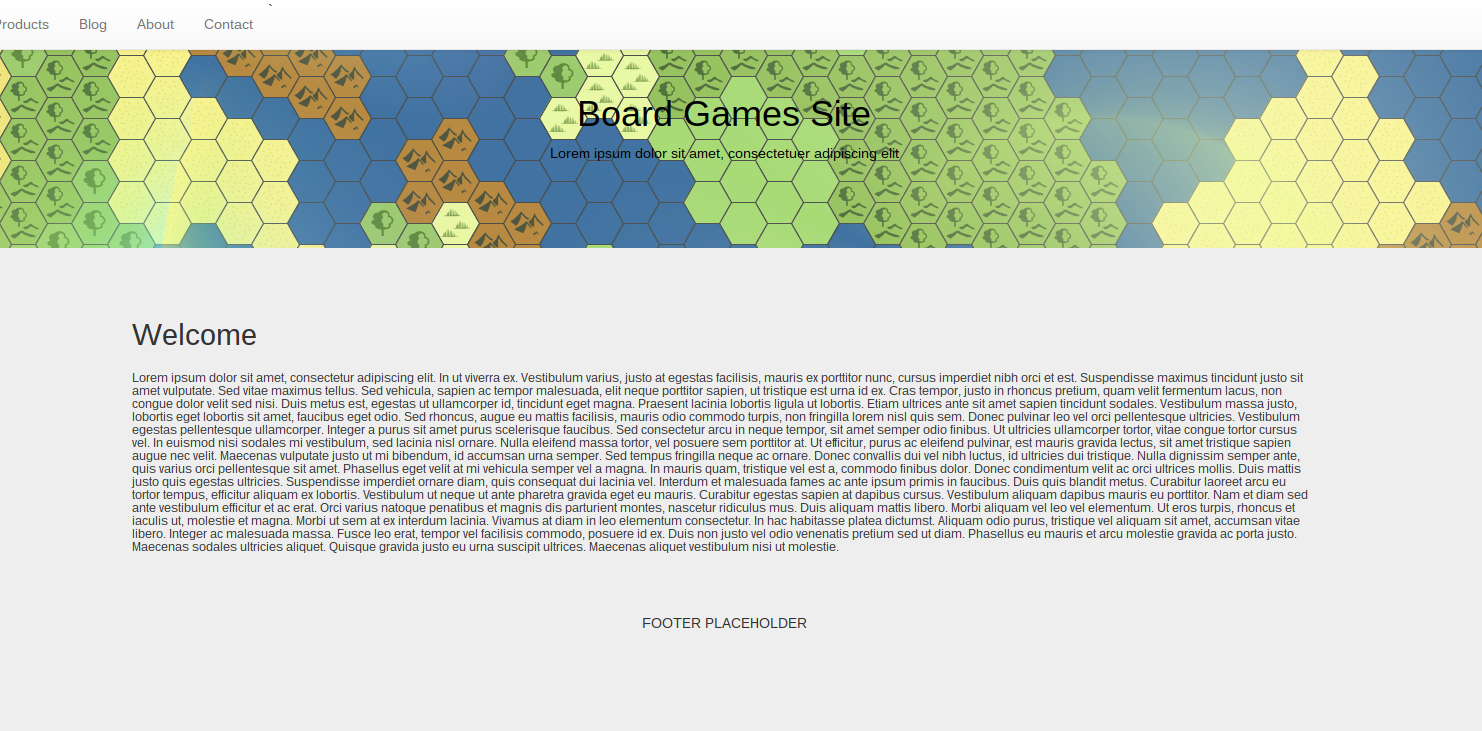 `
Products Blog About Contact
Board Games Site
Lorem ipsum dolor sit amet, consectetuer adipiscing elit
Welcome
Lorem ipsum dolor sit amet, consectetur adipiscing elit. In ut viverra ex. Vestibulum varius, justo at egestas facilisis, mauris ex porttitor nunc, cursus imperdiet nibh orci et est. Suspendisse maximus tincidunt justo sit
amet vulputate. Sed vitae maximus tellus. Sed vehicula, sapien ac tempor malesuada, elit neque porttitor sapien, ut tristique est urna id ex. Cras tempor, justo in rhoncus pretium, quam velit fermentum lacus, non
congue dolor velit sed nisi. Duis metus est, egestas ut ullamcorper id, tincidunt eget magna. Praesent lacinia lobortis ligula ut lobortis. Etiam ultrices ante sit amet sapien tincidunt sodales. Vestibulum massa justo,
lobortis eget lobortis sit amet, faucibus eget odio. Sed rhoncus, augue eu mattis facilisis, mauris odio commodo turpis, non fringilla lorem nisl quis sem. Donec pulvinar leo vel orci pellentesque ultricies. Vestibulum
egestas pellentesque ullamcorper. Integer a purus sit amet purus scelerisque faucibus. Sed consectetur arcu in neque tempor, sit amet semper odio finibus. Ut ultricies ullamcorper tortor, vitae congue tortor cursus
vel. In euismod nisi sodales mi vestibulum, sed lacinia nisl ornare. Nulla eleifend massa tortor, vel posuere sem porttitor at. Ut efficitur, purus ac eleifend pulvinar, est mauris gravida lectus, sit amet tristique sapien
augue nec velit. Maecenas vulputate justo ut mi bibendum, id accumsan urna semper. Sed tempus fringilla neque ac ornare. Donec convallis dui vel nibh luctus, id ultricies dui tristique. Nulla dignissim semper ante,
quis varius orci pellentesque sit amet. Phasellus eget velit at mi vehicula semper vel a magna. In mauris quam, tristique vel est a, commodo finibus dolor. Donec condimentum velit ac orci ultrices mollis. Duis mattis
justo quis egestas ultricies. Suspendisse imperdiet ornare diam, quis consequat dui lacinia vel. Interdum et malesuada fames ac ante ipsum primis in faucibus. Duis quis blandit metus. Curabitur laoreet arcu eu
tortor tempus, efficitur aliquam ex lobortis. Vestibulum ut neque ut ante pharetra gravida eget eu mauris. Curabitur egestas sapien at dapibus cursus. Vestibulum aliquam dapibus mauris eu porttitor. Nam et diam sed
ante vestibulum efficitur et ac erat. Orci varius natoque penatibus et magnis dis parturient montes, nascetur ridiculus mus. Duis aliquam mattis libero. Morbi aliquam vel leo vel elementum. Ut eros turpis, rhoncus et
iaculis ut, molestie et magna. Morbi ut sem at ex interdum lacinia. Vivamus at diam in leo elementum consectetur. In hac habitasse platea dictumst. Aliquam odio purus, tristique vel aliquam sit amet, accumsan vitae
libero. Integer ac malesuada massa. Fusce leo erat, tempor vel facilisis commodo, posuere id ex. Duis non justo vel odio venenatis pretium sed ut diam. Phasellus eu mauris et arcu molestie gravida ac porta justo.
Maecenas sodales ultricies aliquet. Quisque gravida justo eu urna suscipit ultrices. Maecenas aliquet vestibulum nisi ut molestie.
FOOTER PLACEHOLDER